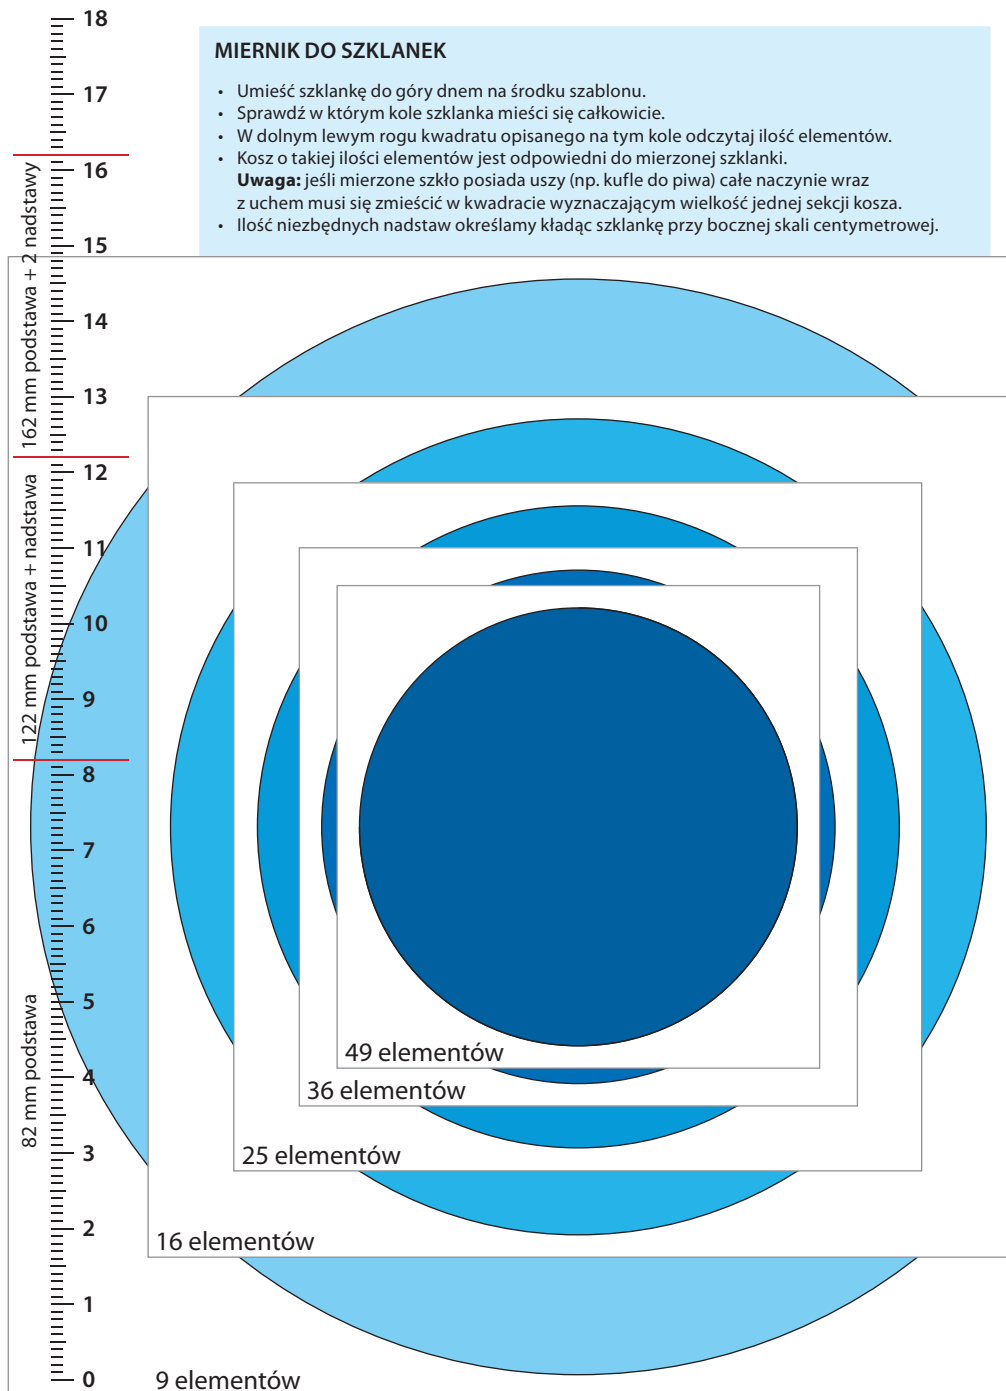 MIERNIK DO SZKLANEK
• Umieść szklankę do góry dnem na środku szablonu.
• Sprawdź w którym kole szklanka mieści się całkowicie.
• W dolnym lewym rogu kwadratu opisanego na tym kole odczytaj ilość elementów.
• Kosz o takiej ilości elementów jest odpowiedni do mierzonej szklanki.
Uwaga: jeśli mierzone szkło posiada uszy (np. kufle do piwa) całe naczynie wraz
z uchem musi się zmieścić w kwadracie wyznaczającym wielkość jednej sekcji kosza.
• Ilość niezbędnych nadstaw określamy kładąc szklankę przy bocznej skali centymetrowej.
18
17
16
15
14
13
12
11
10
9
8
7
6
5
4
3
2
1
0
162 mm podstawa + 2 nadstawy
122 mm podstawa + nadstawa
82 mm podstawa
49 elementów
36 elementów
25 elementów
16 elementów
9 elementów